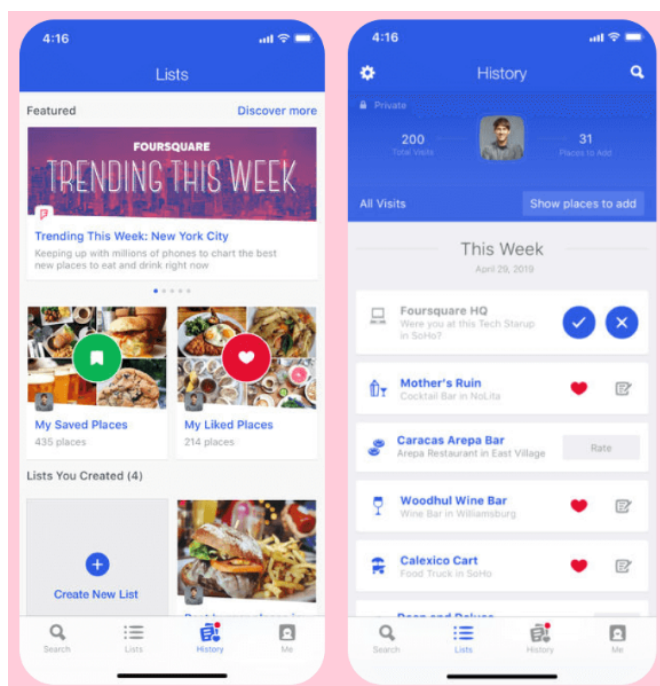 4:16
Lists
Featured
Discover more
FOURSQUARE
TRENDING THIS WEEK
Trending This Week: New York City
Keeping up with millions of phones to chart the best
new places to eat and drink right now
My Saved Places
435 places
My Liked Places
214 places
Lists You Created (4)
Create New List
Search
Lists
History
Me
4:16
History
Private
200
Total Visits
31
Places to Add
All Visits
Show places to add
This Week
April 29, 2019
Foursquare HQ
Were you at this Tech Starup
in SoHo?
Mother's Ruin
Cocktail Bar in NoLita
Caracas Arepa Bar
Arepa Restaurant in East Village
Rate
Woodhul Wine Bar
Wine Bar in Williamsburg
Calexico Cart
Food Truck in SoHo
Search
Lists
History
Me